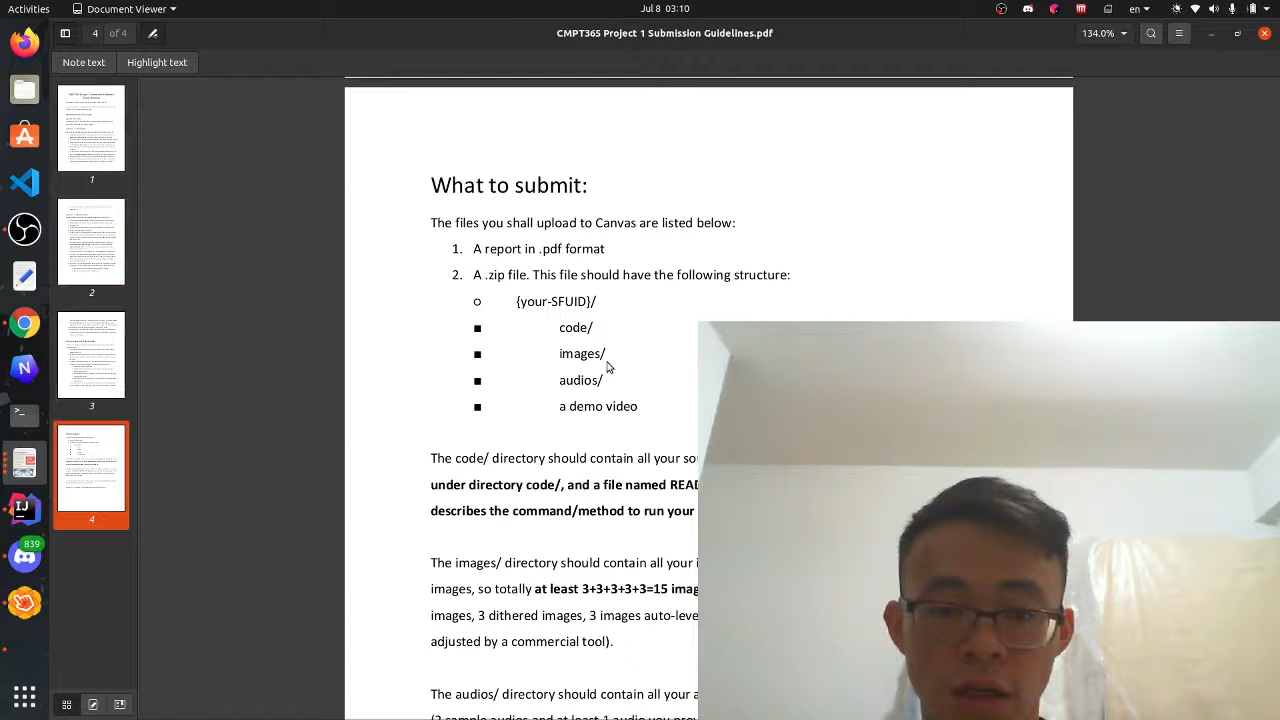 Activities
Document Viewer
Jul 8 03:10
en
4 of 4
CMPT365 Project 1 Submission Guidelines.pdf
Note text
Highlight text
1
2
3
4
839
What to submit:
The files you shall upload to Canvas are listed below:
1. A report in pdf format
2. A .zip file. This file should have the following structure:
{your-SFUID}/
code/
images/
audios/
a demo video
The code/ directory should contain all your so
under directory code/, and a file named READ
describes the command/method to run your
The images/ directory should contain all your i
images, so totally at least 3+3+3+3+3=15 imag
images, 3 dithered images, 3 images auto-leve
adjusted by a commercial tool).
The audios/ directory should contain all your a